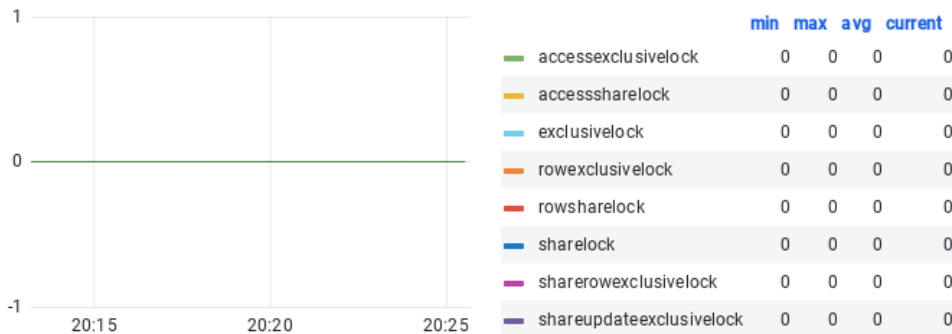 1
0
-1
20:15 20:20 20:25
min max avg current
accessexclusivelock 0 0 0 0
accesssharelock 0 0 0 0
exclusivelock 0 0 0 0
rowexclusivelock 0 0 0 0
rowsharelock 0 0 0 0
sharelock 0 0 0 0
sharerowexclusivelock 0 0 0 0
shareupdateexclusivelock 0 0 0 0